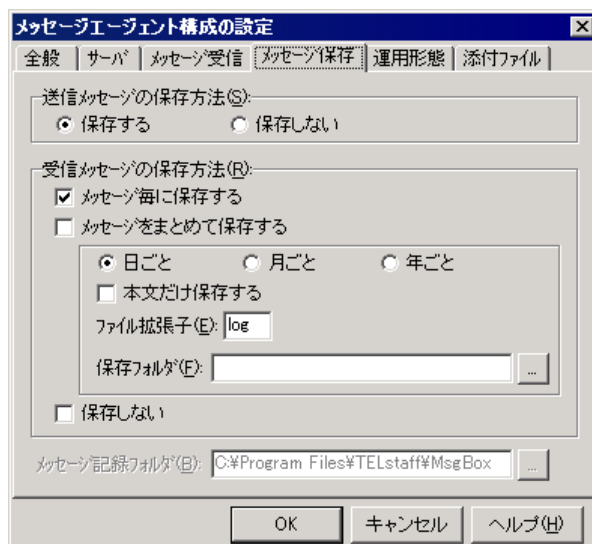 メッセージエージェント構成の設定
全般 サーバ メッセージ受信 メッセージ保存 運用形態 添付ファイル
送信メッセージの保存方法(S):
保存する 保存しない
受信メッセージの保存方法(R):
メッセージ毎に保存する
メッセージをまとめて保存する
日ごと 月ごと 年ごと
本文だけ保存する
ファイル拡張子(E): log
保存フォルダ(F): ...
保存しない
メッセージ記録フォルダ(B): C:¥Program Files¥TELstaff¥MsgBox ...
OK キャンセル ヘルプ(H)